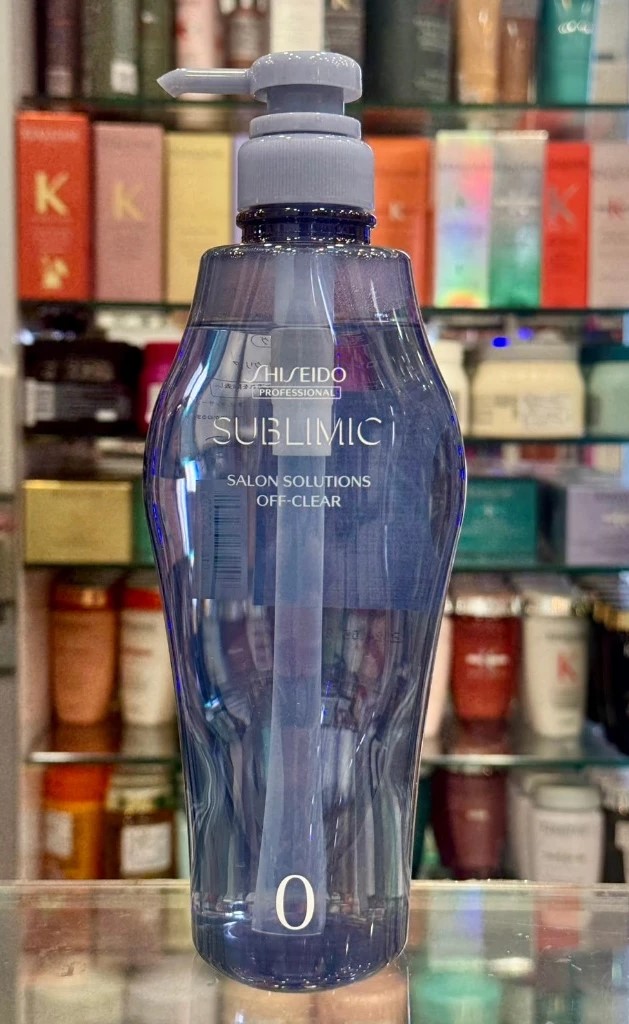 SHISEIDO
PROFESSIONAL
SUBLIMIC
SALON SOLUTIONS
OFF-CLEAR
0
K
K
K
K
K